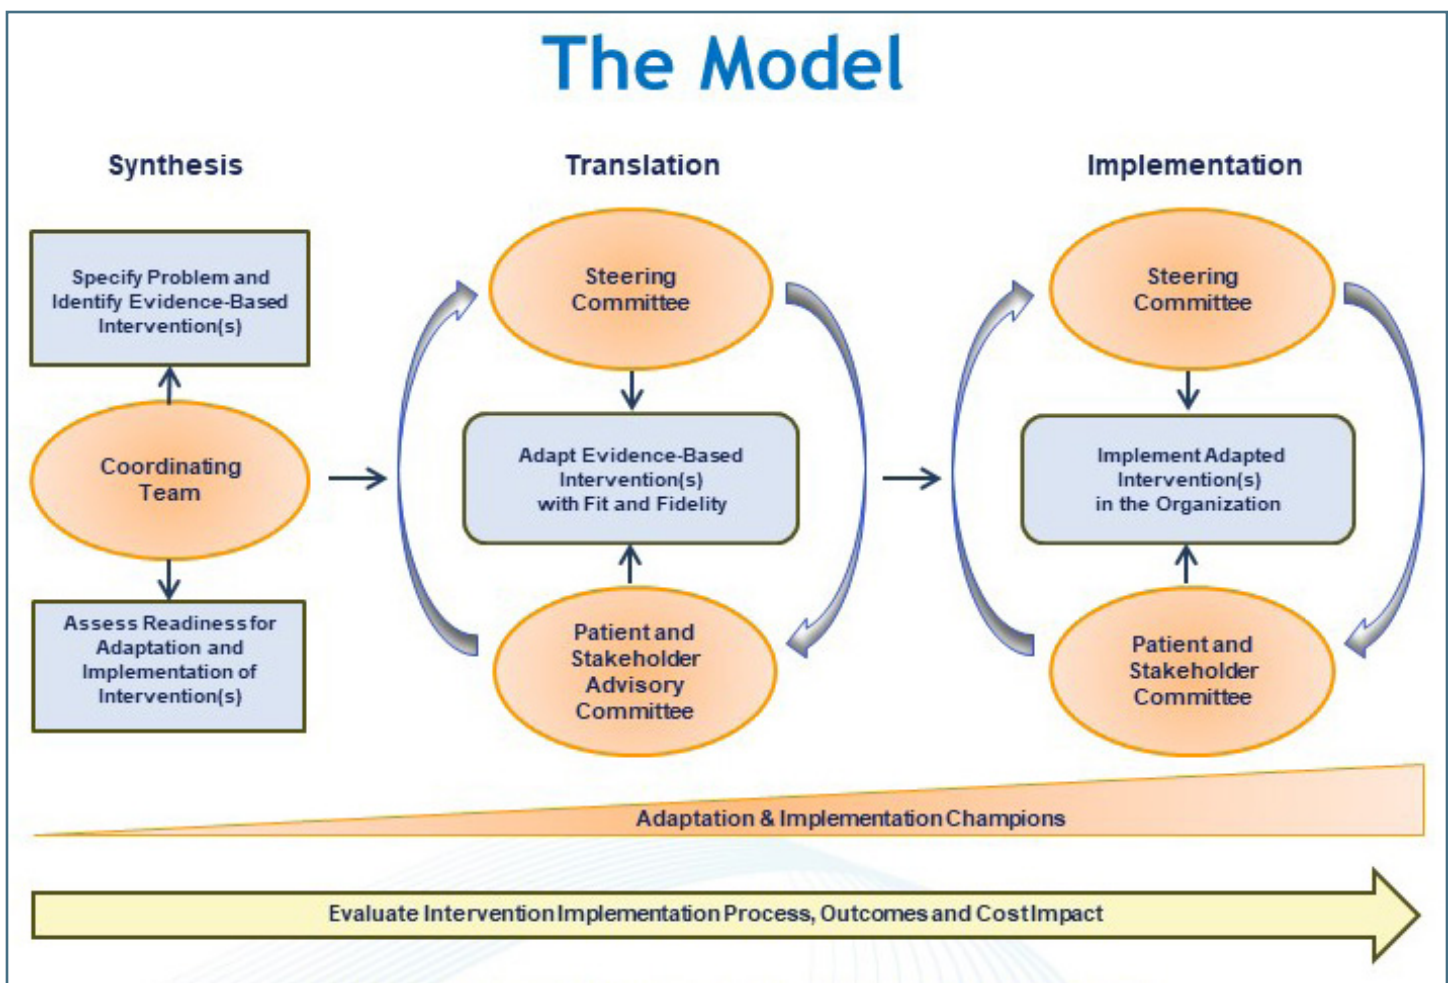 The Model
Synthesis
Translation
Implementation
Specify Problem and
Identify Evidence-Based
Intervention(s)
Coordinating
Team
Assess Readiness for
Adaptation and
Implementation of
Intervention(s)
Steering
Committee
Adapt Evidence-Based
Intervention(s)
with Fit and Fidelity
Patient and
Stakeholder
Advisory
Committee
Steering
Committee
Implement Adapted
Intervention(s)
in the Organization
Patient and
Stakeholder
Committee
Adaptation & Implementation Champions
Evaluate Intervention Implementation Process, Outcomes and Cost Impact